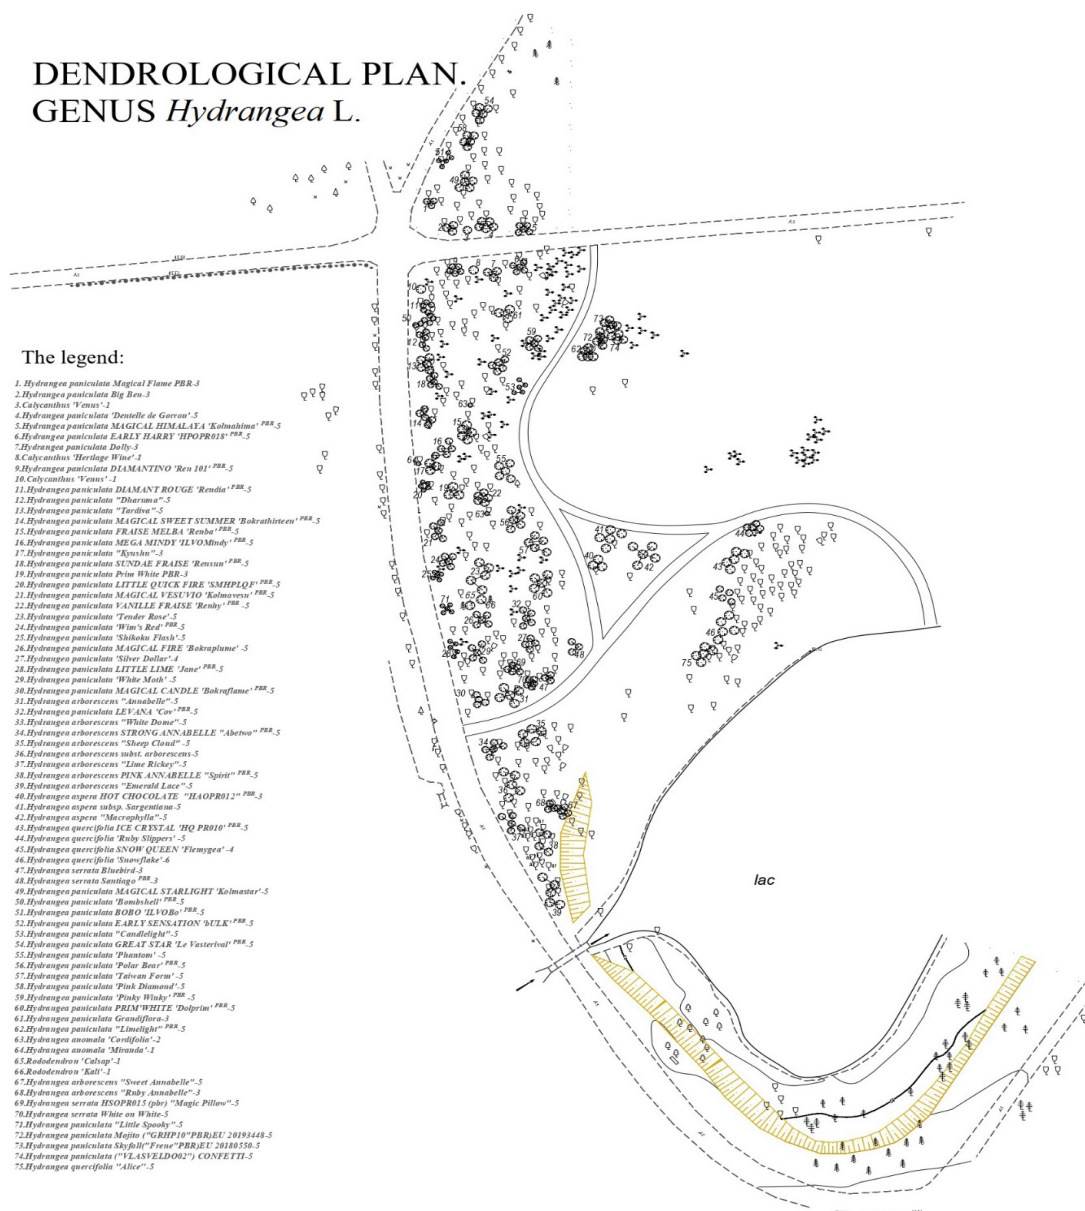 DENDROLOGICAL PLAN.
GENUS Hydrangea L.
The legend:
1. Hydrangea paniculata Magical Flame PBR-3
2.Hydrangea paniculata Big Ben-3
3.Calycanthus 'Venus'-1
4.Hydrangea paniculata 'Dentelle de Gorron'-5
5.Hydrangea paniculata MAGICAL HIMALAYA 'Kolmahima' PBR-5
6.Hydrangea paniculata EARLY HARRY 'HPOPR018' PBR-5
7.Hydrangea paniculata Dolly-3
8.Calycanthus 'Hertlage Wine'-1
9.Hydrangea paniculata DIAMANTINO 'Ren 101' PBR-5
10.Calycanthus 'Venus' -1
11.Hydrangea paniculata DIAMANT ROUGE 'Rendia' PBR-5
12.Hydrangea paniculata "Dharuma"-5
13.Hydrangea paniculata "Tardiva"-5
14.Hydrangea paniculata MAGICAL SWEET SUMMER 'Bokrathirteen' PBR-5
15.Hydrangea paniculata FRAISE MELBA 'Renba' PBR-5
16.Hydrangea paniculata MEGA MINDY 'ILVOMindy' PBR-5
17.Hydrangea paniculata "Kyushu"-3
18.Hydrangea paniculata SUNDAE FRAISE 'Rensun' PBR-5
19.Hydrangea paniculata Prim White PBR-3
20.Hydrangea paniculata LITTLE QUICK FIRE 'SMHPLQF' PBR-5
21.Hydrangea paniculata MAGICAL VESUVIO 'Kolmavesu' PBR-5
22.Hydrangea paniculata VANILLE FRAISE 'Renhy' PBR -5
23.Hydrangea paniculata 'Tender Rose'-5
24.Hydrangea paniculata 'Wim's Red' PBR-5
25.Hydrangea paniculata 'Shikoku Flash'-5
26.Hydrangea paniculata MAGICAL FIRE 'Bokraplume' -5
27.Hydrangea paniculata 'Silver Dollar'-4
28.Hydrangea paniculata LITTLE LIME 'Jane' PBR-5
29.Hydrangea paniculata 'White Moth' -5
30.Hydrangea paniculata MAGICAL CANDLE 'Bokraflame' PBR-5
31.Hydrangea arborescens "Annabelle"-5
32.Hydrangea paniculata LEVANA 'Cov' PBR-5
33.Hydrangea arborescens "White Dome"-5
34.Hydrangea arborescens STRONG ANNABELLE "Abetwo" PBR-5
35.Hydrangea arborescens "Sheep Cloud" -5
36.Hydrangea arborescens subst. arborescens-5
37.Hydrangea arborescens "Lime Rickey"-5
38.Hydrangea arborescens PINK ANNABELLE "Spirit" PBR-5
39.Hydrangea arborescens "Emerald Lace"-5
40.Hydrangea aspera HOT CHOCOLATE "HAOPR012" PBR-3
41.Hydrangea aspera subsp. Sargentiana-5
42.Hydrangea aspera "Macrophylla"-5
43.Hydrangea quercifolia ICE CRYSTAL 'HQ PR010' PBR-5
44.Hydrangea quercifolia 'Ruby Slippers' -5
45.Hydrangea quercifolia SNOW QUEEN 'Flemygea' -4
46.Hydrangea quercifolia 'Snowflake'-6
47.Hydrangea serrata Bluebird-3
48.Hydrangea serrata Santiago PBR-3
49.Hydrangea paniculata MAGICAL STARLIGHT 'Kolmastar'-5
50.Hydrangea paniculata 'Bombshell' PBR-5
51.Hydrangea paniculata BOBO 'ILVOBo' PBR-5
52.Hydrangea paniculata EARLY SENSATION 'bULK' PBR-5
53.Hydrangea paniculata "Candlelight"-5
54.Hydrangea paniculata GREAT STAR 'Le Vasterival' PBR-5
55.Hydrangea paniculata 'Phantom' -5
56.Hydrangea paniculata 'Polar Bear' PBR-5
57.Hydrangea paniculata 'Taiwan Form' -5
58.Hydrangea paniculata 'Pink Diamond'-5
59.Hydrangea paniculata 'Pinky Winky' PBR -5
60.Hydrangea paniculata PRIM'WHITE 'Dolprim' PBR-5
61.Hydrangea paniculata Grandiflora-3
62.Hydrangea paniculata "Limelight" PBR-5
63.Hydrangea anomala 'Cordifolia'-2
64.Hydrangea anomala 'Miranda'-1
65.Rododendron 'Calsap'-1
66.Rododendron 'Kali'-1
67.Hydrangea arborescens "Sweet Annabelle"-5
68.Hydrangea arborescens "Ruby Annabelle"-3
69.Hydrangea serrata HSOPR015 (pbr) "Magic Pillow"-5
70.Hydrangea serrata White on White-5
71.Hydrangea paniculata "Little Spooky"-5
72.Hydrangea paniculata Mojito ("GRHP10"PBR)EU 20193448-5
73.Hydrangea paniculata Skyfall("Frene"PBR)EU 20180550-5
74.Hydrangea paniculata ("VLASVELDO02") CONFETTI-5
75.Hydrangea quercifolia "Alice"-5
lac